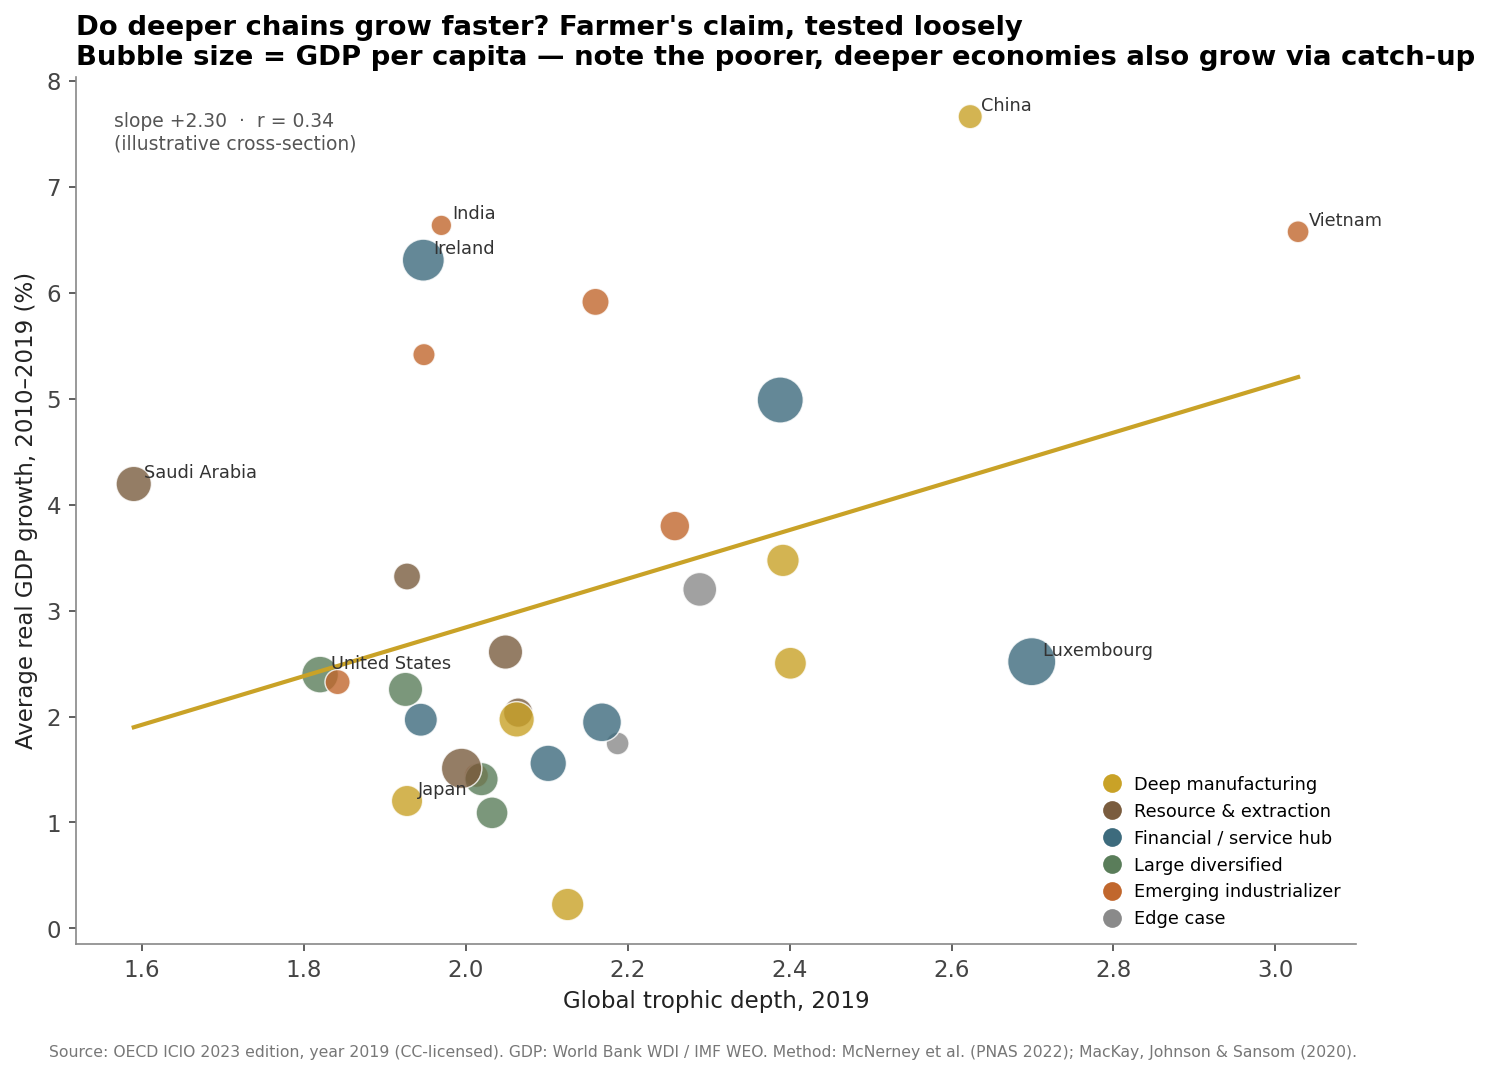 Do deeper chains grow faster? Farmer's claim, tested loosely
Bubble size = GDP per capita — note the poorer, deeper economies also grow via catch-up
slope +2.30 · r = 0.34
(illustrative cross-section)
China
India
Ireland
Vietnam
Saudi Arabia
United States
Luxembourg
Japan
Average real GDP growth, 2010–2019 (%)
8
7
6
5
4
3
2
1
0
Deep manufacturing
Resource & extraction
Financial / service hub
Large diversified
Emerging industrializer
Edge case
1.6 1.8 2.0 2.2 2.4 2.6 2.8 3.0
Global trophic depth, 2019
Source: OECD ICIO 2023 edition, year 2019 (CC-licensed). GDP: World Bank WDI / IMF WEO. Method: McNerney et al. (PNAS 2022); MacKay, Johnson & Sansom (2020).